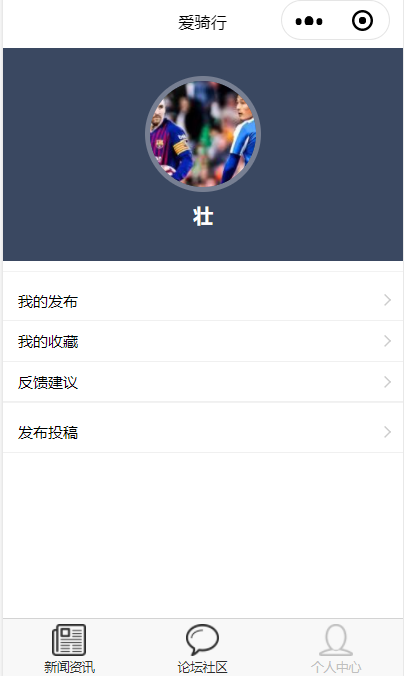 爱骑行
壮
我的发布
我的收藏
反馈建议
发布投稿
新闻资讯
论坛社区
个人中心